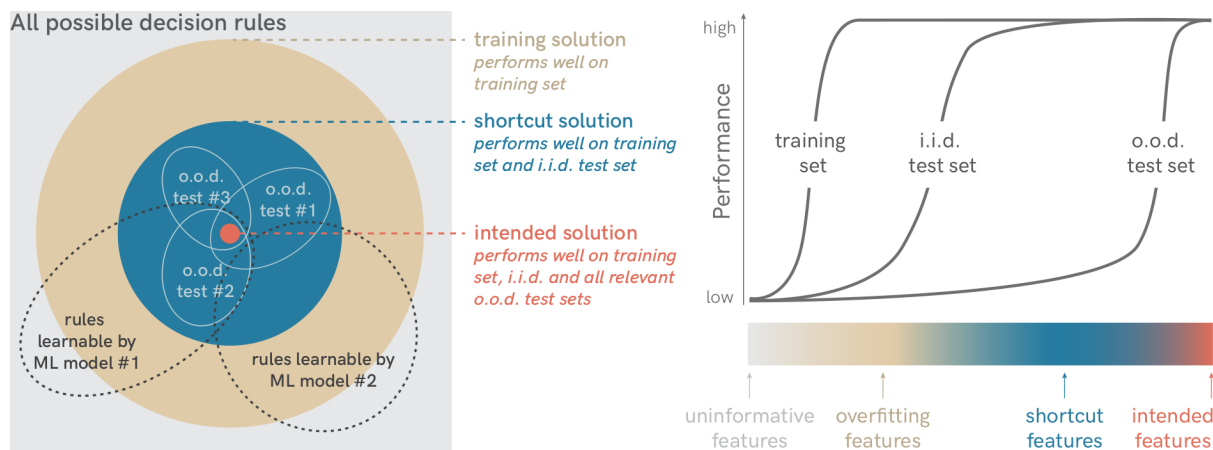 All possible decision rules
training solution
performs well on
training set
shortcut solution
performs well on training
set and i.i.d. test set
intended solution
performs well on training
set, i.i.d. and all relevant
o.o.d. test sets
o.o.d.
test #3
o.o.d.
test #1
o.o.d.
test #2
rules
learnable by
ML model #1
rules learnable by
ML model #2
Performance
high
low
training
set
i.i.d.
test set
o.o.d.
test set
uninformative
features
overfitting
features
shortcut
features
intended
features